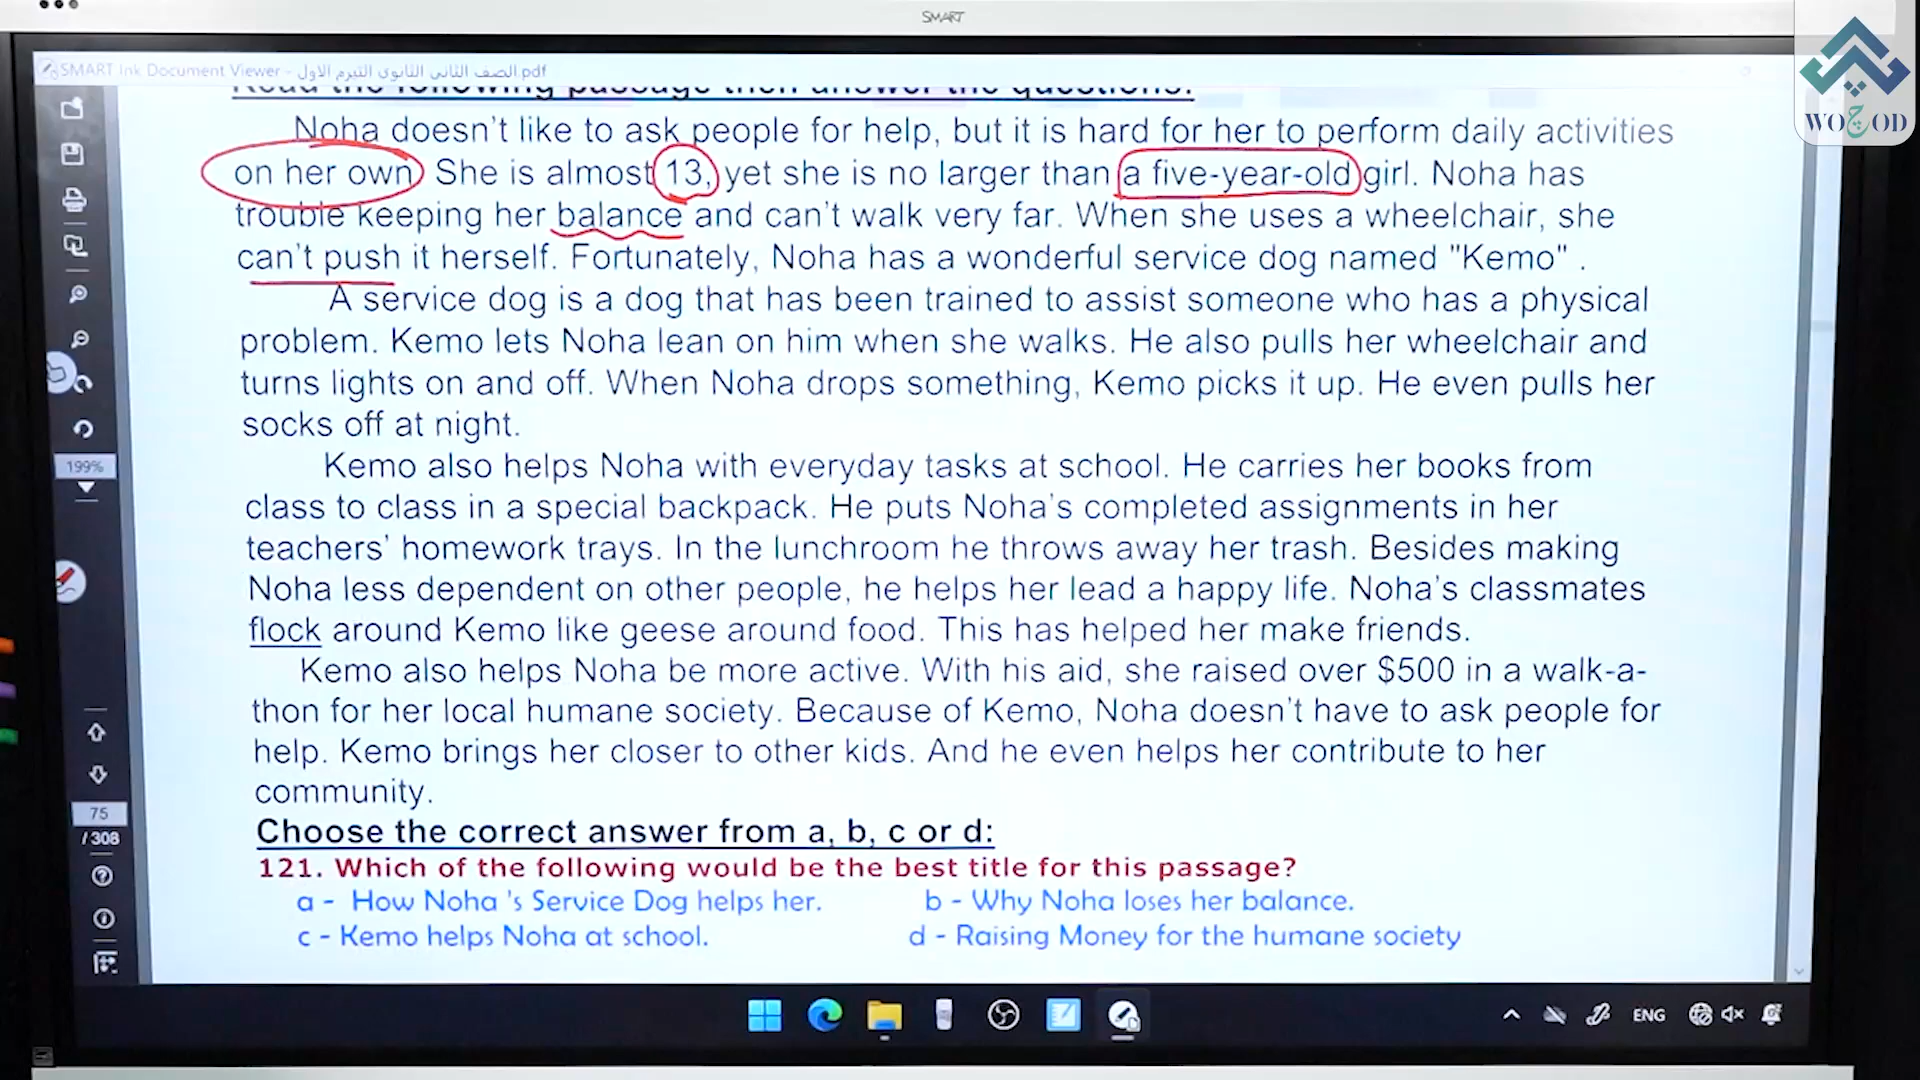 SMART
SMART Ink Document Viewer - الصف الثاني الثانوي التيرم الاول.pdf
WOجOD
Read the following passage then answer the questions:
Noha doesn't like to ask people for help, but it is hard for her to perform daily activities
on her own. She is almost 13, yet she is no larger than a five-year-old girl. Noha has
trouble keeping her balance and can't walk very far. When she uses a wheelchair, she
can't push it herself. Fortunately, Noha has a wonderful service dog named "Kemo" .
A service dog is a dog that has been trained to assist someone who has a physical
problem. Kemo lets Noha lean on him when she walks. He also pulls her wheelchair and
turns lights on and off. When Noha drops something, Kemo picks it up. He even pulls her
socks off at night.
Kemo also helps Noha with everyday tasks at school. He carries her books from
class to class in a special backpack. He puts Noha's completed assignments in her
teachers' homework trays. In the lunchroom he throws away her trash. Besides making
Noha less dependent on other people, he helps her lead a happy life. Noha's classmates
flock around Kemo like geese around food. This has helped her make friends.
Kemo also helps Noha be more active. With his aid, she raised over $500 in a walk-a-
thon for her local humane society. Because of Kemo, Noha doesn't have to ask people for
help. Kemo brings her closer to other kids. And he even helps her contribute to her
community.
Choose the correct answer from a, b, c or d:
121. Which of the following would be the best title for this passage?
a - How Noha 's Service Dog helps her. b - Why Noha loses her balance.
c - Kemo helps Noha at school. d - Raising Money for the humane society
199%
75
/ 308
ENG